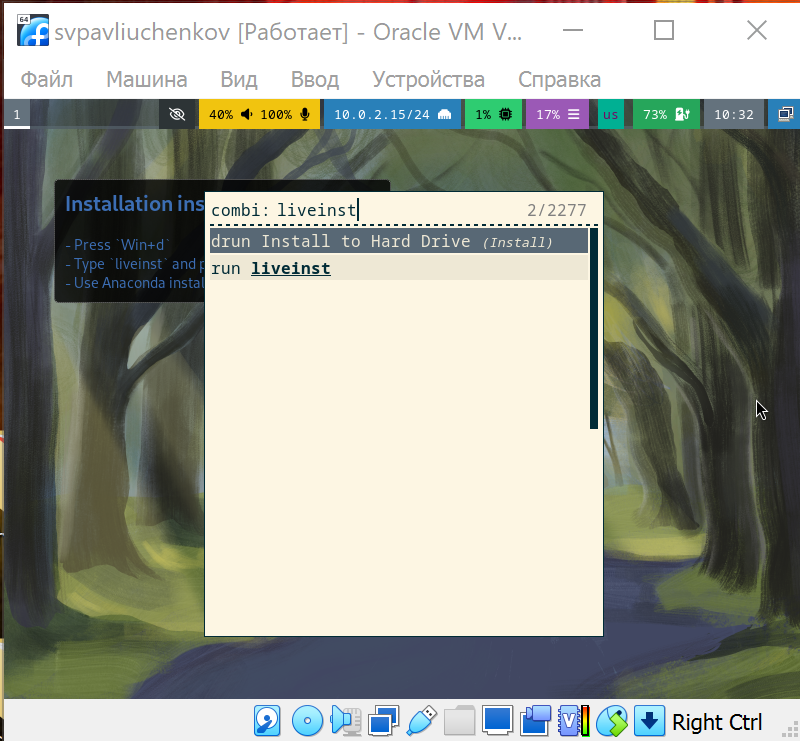 64
svpavliuchenkov [Работает] - Oracle VM V...
Файл Машина Вид Ввод Устройства Справка
1 40% 100% 10.0.2.15/24 1% 17% us 73% 10:32
Installation ins
- Press `Win+d`
- Type `liveinst` and p
- Use Anaconda instal
combi: liveinst 2/2277
drun Install to Hard Drive (Install)
run liveinst
V
Right Ctrl